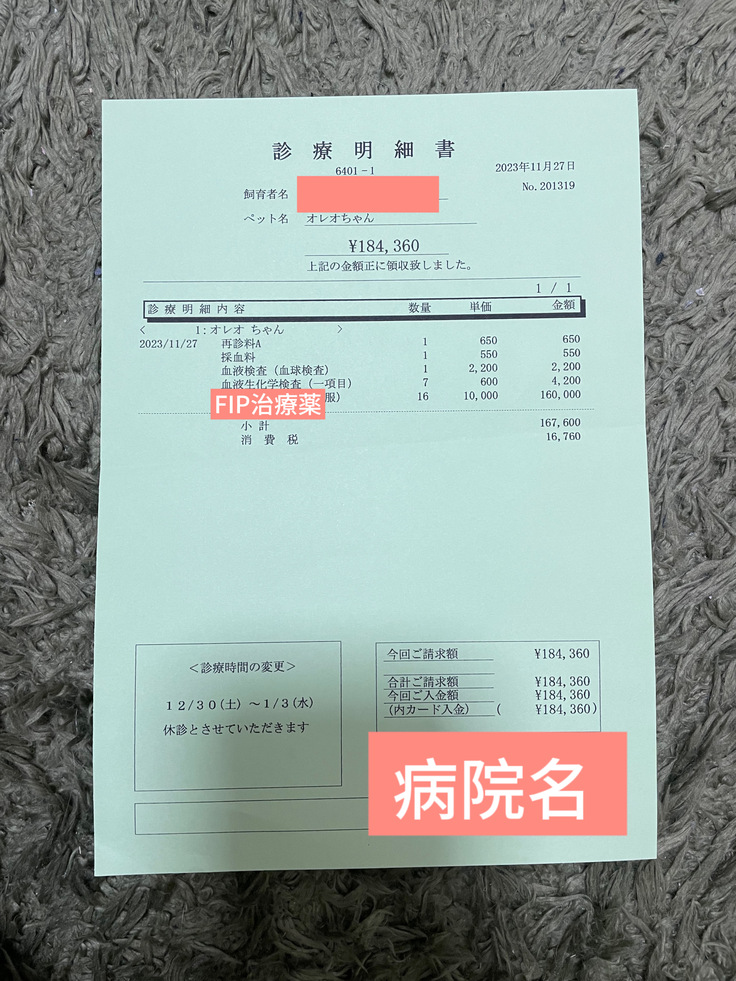 診療明細書
6401-1
2023年11月27日
No.201319
飼育者名
ペット名 オレオちゃん
¥184,360
上記の金額正に領収致しました。
1 / 1
診療明細内容 数量 単価 金額
< 1:オレオ ちゃん >
2023/11/27 再診料A 1 650 650
採血料 1 550 550
血液検査（血球検査） 1 2,200 2,200
血液生化学検査（一項目） 7 600 4,200
FIP治療薬 服） 16 10,000 160,000
小計 167,600
消費税 16,760
＜診療時間の変更＞
12/30(土) ～1/3(水)
休診とさせていただきます
今回ご請求額 ¥184,360
合計ご請求額 ¥184,360
今回ご入金額 ¥184,360
(内カード入金) ( ¥184,360)
病院名